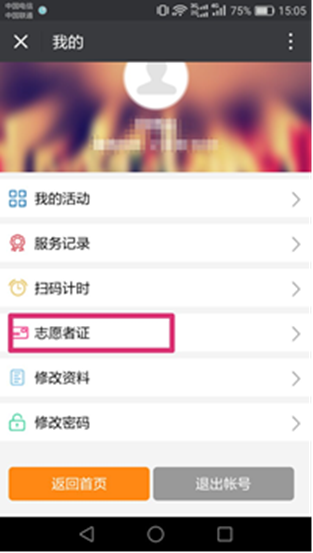 中国电信
中国联通
75% 15:05
我的
我的活动
服务记录
扫码计时
志愿者证
修改资料
修改密码
返回首页 退出帐号